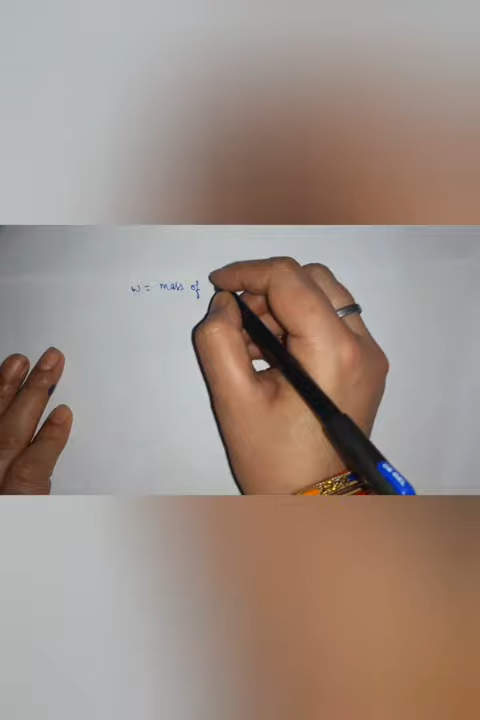 w = mass of